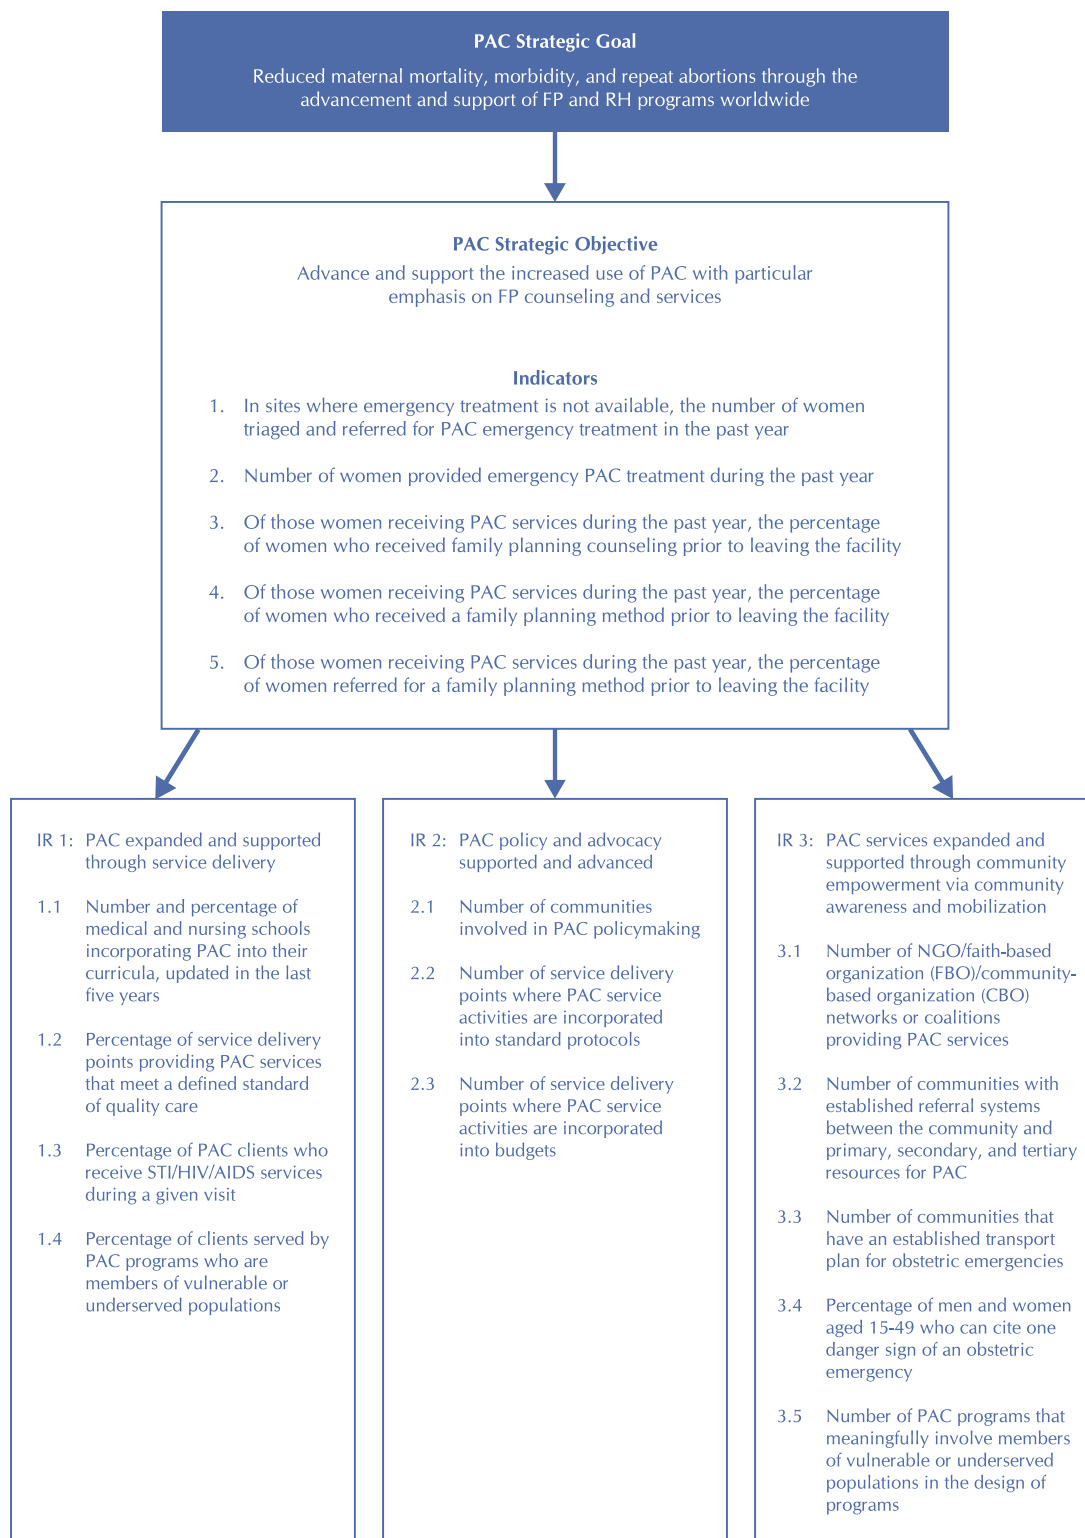 PAC Strategic Goal
Reduced maternal mortality, morbidity, and repeat abortions through the
advancement and support of FP and RH programs worldwide
PAC Strategic Objective
Advance and support the increased use of PAC with particular
emphasis on FP counseling and services
Indicators
1. In sites where emergency treatment is not available, the number of women
triaged and referred for PAC emergency treatment in the past year
2. Number of women provided emergency PAC treatment during the past year
3. Of those women receiving PAC services during the past year, the percentage
of women who received family planning counseling prior to leaving the facility
4. Of those women receiving PAC services during the past year, the percentage
of women who received a family planning method prior to leaving the facility
5. Of those women receiving PAC services during the past year, the percentage
of women referred for a family planning method prior to leaving the facility
IR 1: PAC expanded and supported
through service delivery
1.1 Number and percentage of
medical and nursing schools
incorporating PAC into their
curricula, updated in the last
five years
1.2 Percentage of service delivery
points providing PAC services
that meet a defined standard
of quality care
1.3 Percentage of PAC clients who
receive STI/HIV/AIDS services
during a given visit
1.4 Percentage of clients served by
PAC programs who are
members of vulnerable or
underserved populations
IR 2: PAC policy and advocacy
supported and advanced
2.1 Number of communities
involved in PAC policymaking
2.2 Number of service delivery
points where PAC service
activities are incorporated
into standard protocols
2.3 Number of service delivery
points where PAC service
activities are incorporated
into budgets
IR 3: PAC services expanded and
supported through community
empowerment via community
awareness and mobilization
3.1 Number of NGO/faith-based
organization (FBO)/community-
based organization (CBO)
networks or coalitions
providing PAC services
3.2 Number of communities with
established referral systems
between the community and
primary, secondary, and tertiary
resources for PAC
3.3 Number of communities that
have an established transport
plan for obstetric emergencies
3.4 Percentage of men and women
aged 15-49 who can cite one
danger sign of an obstetric
emergency
3.5 Number of PAC programs that
meaningfully involve members
of vulnerable or underserved
populations in the design of
programs